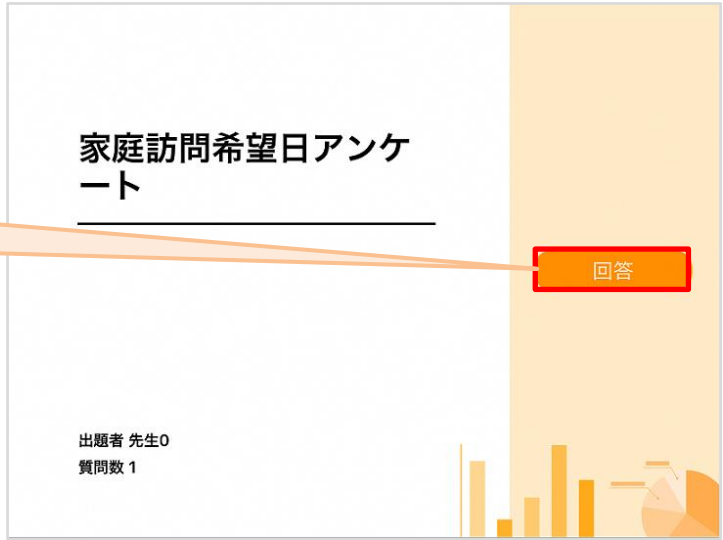 家庭訪問希望日アンケ
ート
回答
出題者 先生0
質問数 1